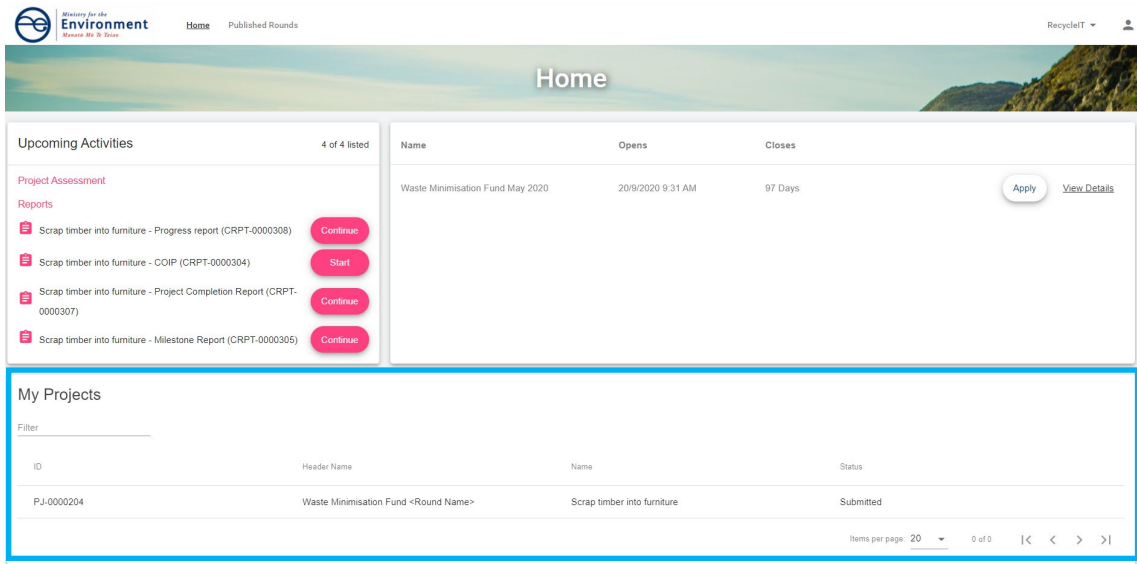 Ministry for the
Environment
Manatū Mō Te Taiao
Home
Published Rounds
RecycleIT
Home
Upcoming Activities
4 of 4 listed
Project Assessment
Reports
Scrap timber into furniture - Progress report (CRPT-0000308)
Continue
Scrap timber into furniture - COIP (CRPT-0000304)
Start
Scrap timber into furniture - Project Completion Report (CRPT-
0000307)
Continue
Scrap timber into furniture - Milestone Report (CRPT-0000305)
Continue
Name Opens Closes
Waste Minimisation Fund May 2020 20/9/2020 9:31 AM 97 Days Apply View Details
My Projects
Filter
ID Header Name Name Status
PJ-0000204 Waste Minimisation Fund <Round Name> Scrap timber into furniture Submitted
Items per page: 20 0 of 0